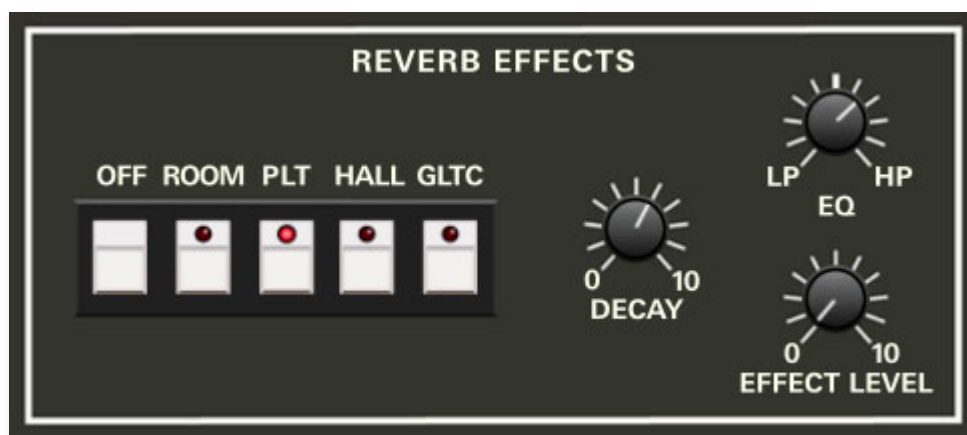 REVERB EFFECTS
OFF ROOM PLT HALL GLTC
LP HP
EQ
0 10
DECAY
0 10
EFFECT LEVEL